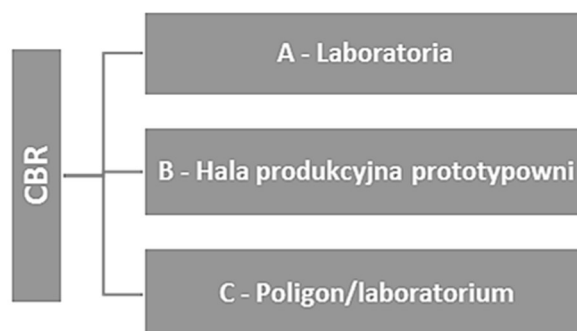 CBR
A - Laboratoria
B - Hala produkcyjna prototypowni
C - Poligon/laboratorium